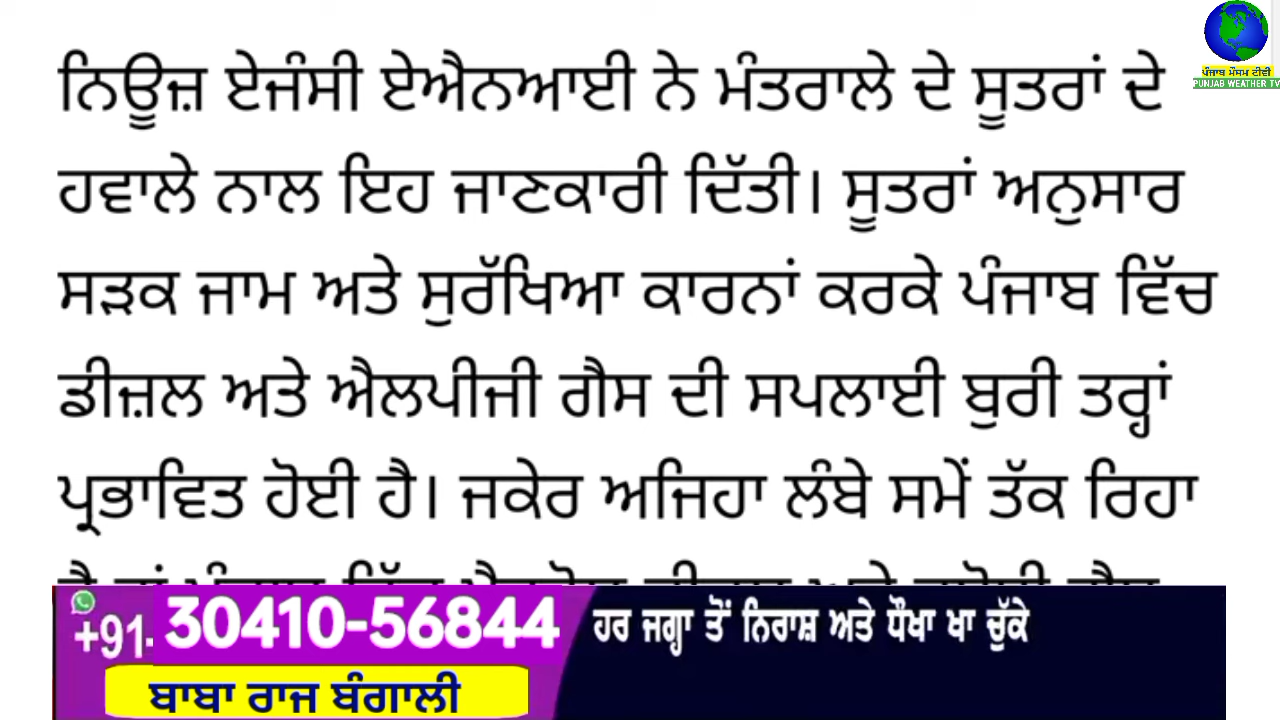 ਪੰਜਾਬ ਮੌਸਮ ਟੀਵੀ
PUNJAB WEATHER TV
ਨਿਊਜ਼ ਏਜੰਸੀ ਏਐਨਆਈ ਨੇ ਮੰਤਰਾਲੇ ਦੇ ਸੂਤਰਾਂ ਦੇ
ਹਵਾਲੇ ਨਾਲ ਇਹ ਜਾਣਕਾਰੀ ਦਿੱਤੀ। ਸੂਤਰਾਂ ਅਨੁਸਾਰ
ਸੜਕ ਜਾਮ ਅਤੇ ਸੁਰੱਖਿਆ ਕਾਰਨਾਂ ਕਰਕੇ ਪੰਜਾਬ ਵਿੱਚ
ਡੀਜ਼ਲ ਅਤੇ ਐਲਪੀਜੀ ਗੈਸ ਦੀ ਸਪਲਾਈ ਬੁਰੀ ਤਰ੍ਹਾਂ
ਪ੍ਰਭਾਵਿਤ ਹੋਈ ਹੈ। ਜਕੇਰ ਅਜਿਹਾ ਲੰਬੇ ਸਮੇਂ ਤੱਕ ਰਿਹਾ
+91. 30410-56844
ਹਰ ਜਗ੍ਹਾ ਤੋਂ ਨਿਰਾਸ਼ ਅਤੇ ਧੌਖਾ ਖਾ ਚੁੱਕੇ
ਬਾਬਾ ਰਾਜ ਬੰਗਾਲੀ